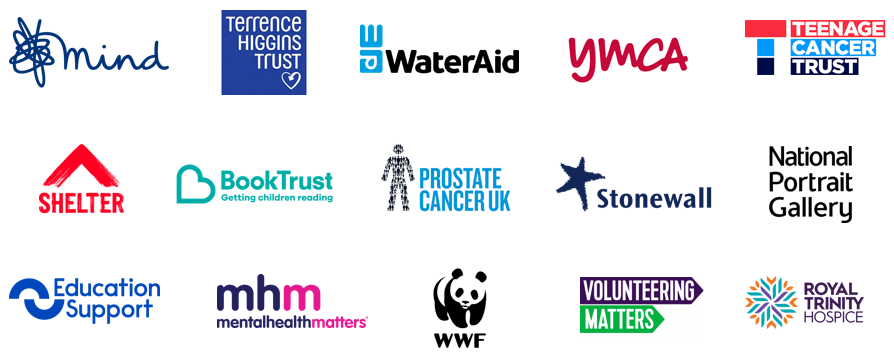 mind
TERRENCE
HIGGINS
TRUST
WaterAid
YMCA
TEENAGE
CANCER
TRUST
SHELTER
BookTrust
Getting children reading
PROSTATE
CANCER UK
Stonewall
National
Portrait
Gallery
Education
Support
mhm
mentalhealthmatters
WWF
VOLUNTEERING
MATTERS
ROYAL
TRINITY
HOSPICE